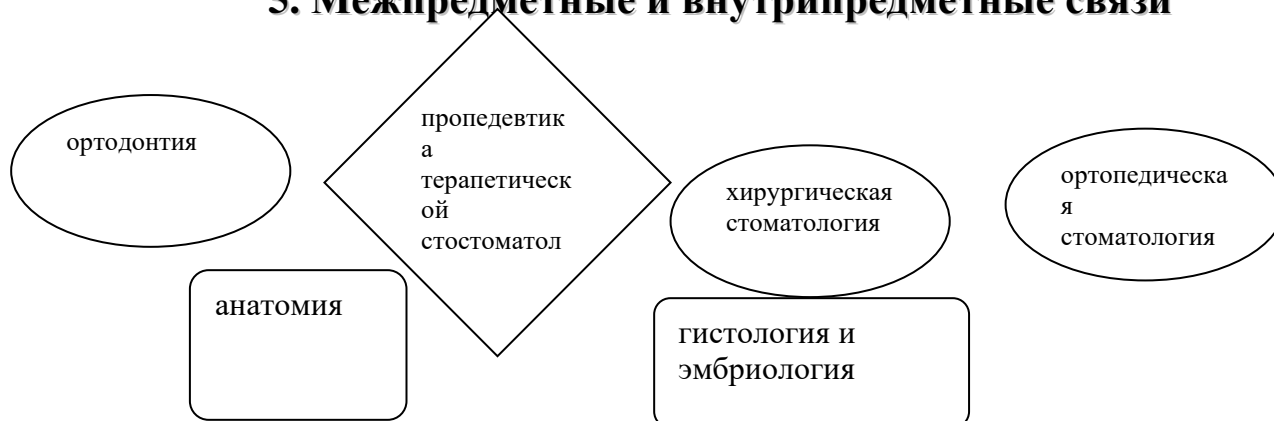 5. Межпредметные и внутрипредметные связи
ортодонтия
пропедевтик
а
терапетическ
ой
стостоматол
хирургическая
стоматология
ортопедическа
я
стоматология
анатомия
гистология и
эмбриология